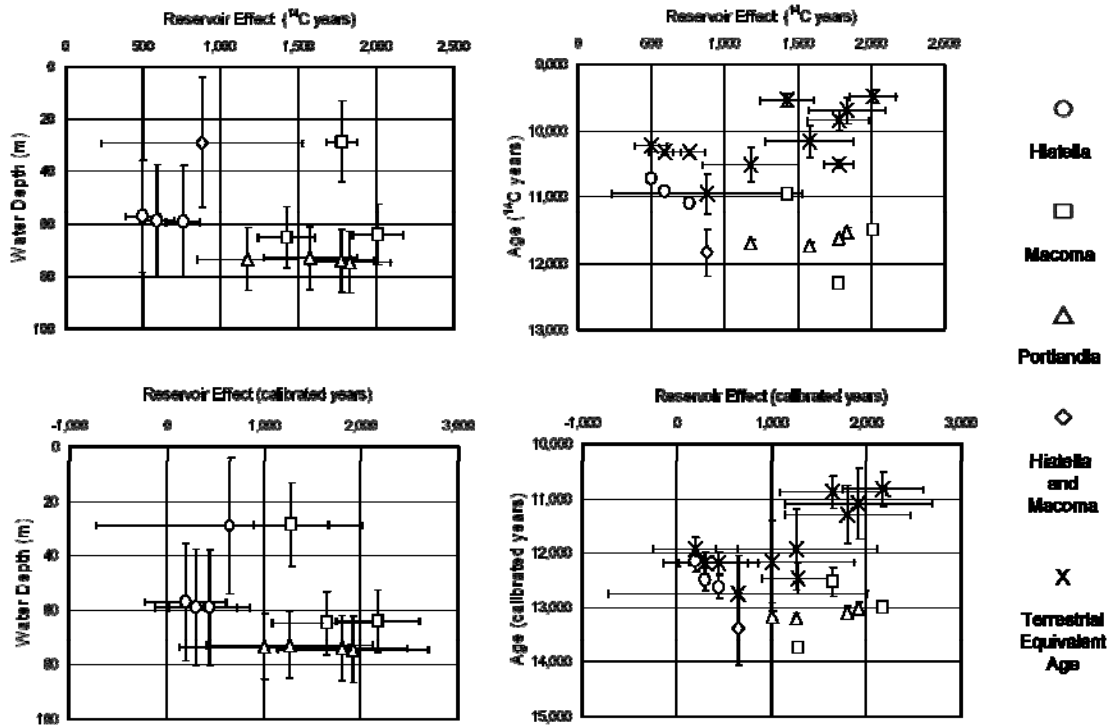 Reservoir Effect (¹⁴C years)
0 500 1,000 1,500 2,000 2,500
0
20
40
60
80
100
Water Depth (m)
Reservoir Effect (¹⁴C years)
0 500 1,000 1,500 2,000 2,500
9,000
10,000
11,000
12,000
13,000
Age (¹⁴C years)
Reservoir Effect (calibrated years)
-1,000 0 1,000 2,000 3,000
0
20
40
60
80
100
Water Depth (m)
Reservoir Effect (calibrated years)
-1,000 0 1,000 2,000 3,000
10,000
11,000
12,000
13,000
14,000
15,000
Age (calibrated years)
Hiatella
Macoma
Portlandia
Hiatella
and
Macoma
Terrestrial
Equivalent
Age